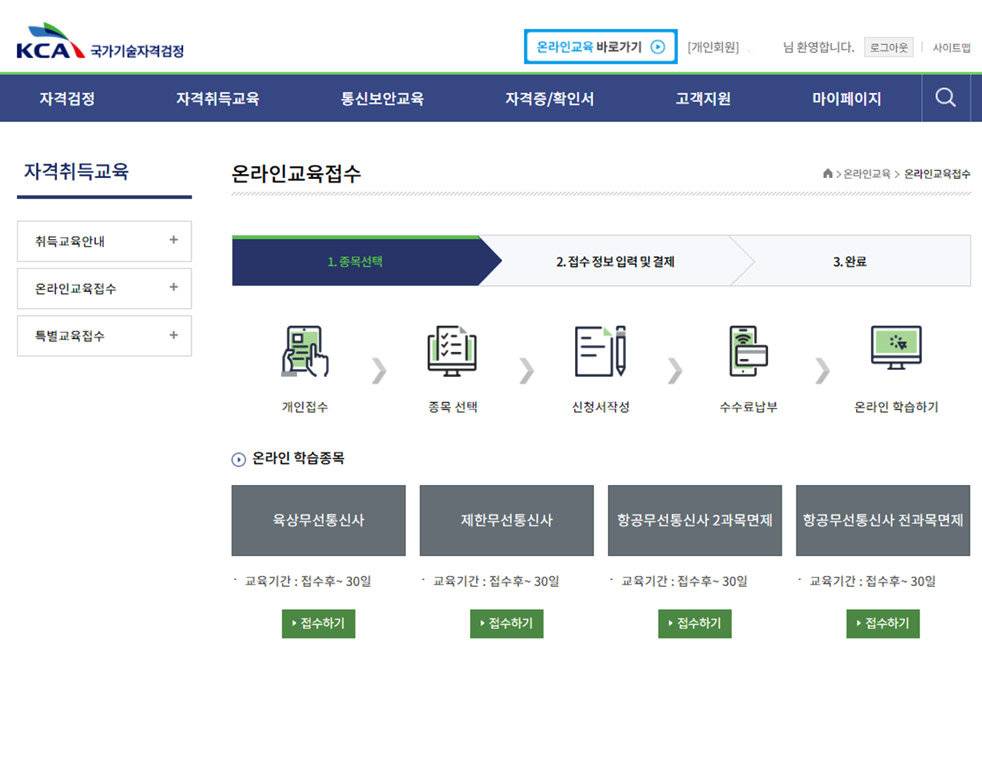 KCA 국가기술자격검정
온라인교육 바로가기
[개인회원] 님 환영합니다. 로그아웃 사이트맵
자격검정 자격취득교육 통신보안교육 자격증/확인서 고객지원 마이페이지
자격취득교육
취득교육안내 +
온라인교육접수 +
특별교육접수 +
온라인교육접수
> 온라인교육 > 온라인교육접수
1. 종목선택 2. 접수 정보 입력 및 결제 3. 완료
개인접수 종목 선택 신청서작성 수수료납부 온라인 학습하기
온라인 학습종목
육상무선통신사 제한무선통신사 항공무선통신사 2과목면제 항공무선통신사 전과목면제
· 교육기간 : 접수후~ 30일 · 교육기간 : 접수후~ 30일 · 교육기간 : 접수후~ 30일 · 교육기간 : 접수후~ 30일
접수하기 접수하기 접수하기 접수하기